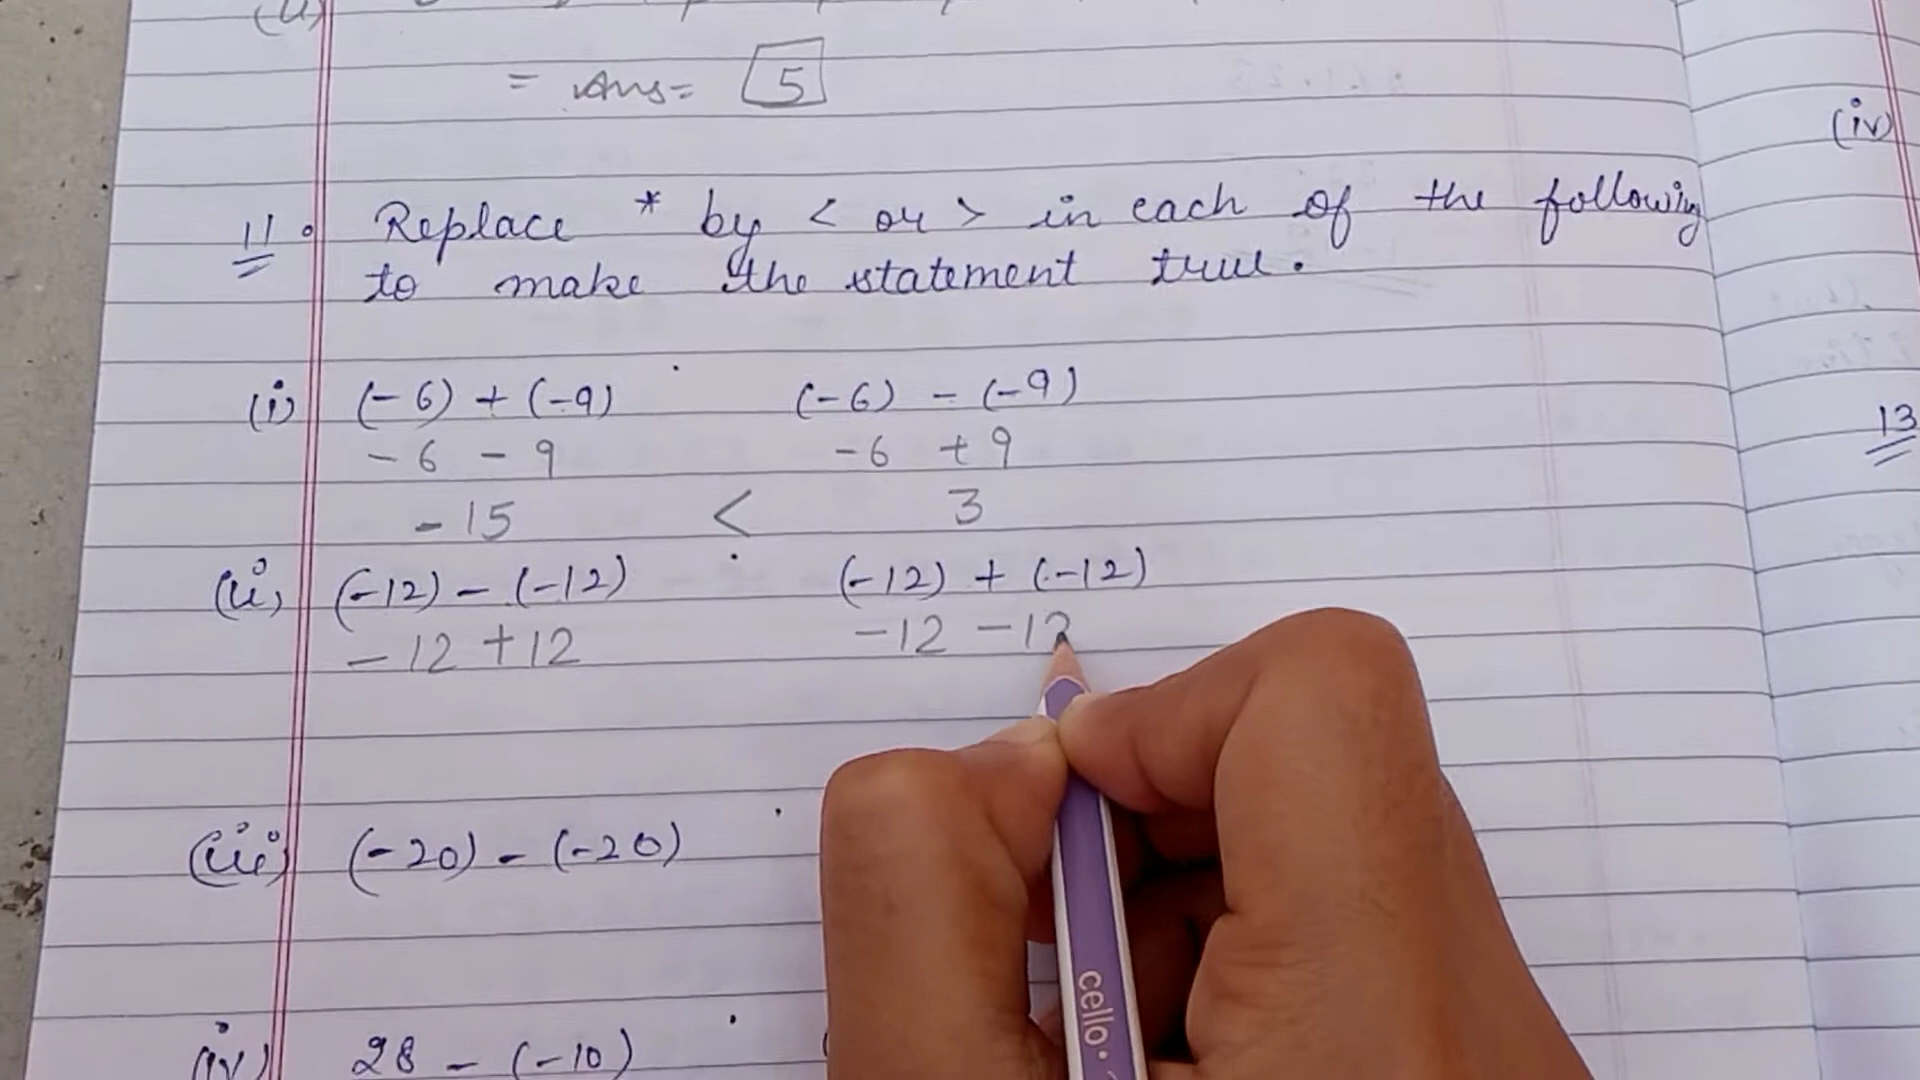 = Ans = 5
(iv)
11. Replace * by < or > in each of the following
to make the statement true.
(i) (-6) + (-9) (-6) - (-9)
-6 - 9 -6 + 9
-15 < 3
13
(ii) (-12) - (-12) (-12) + (-12)
-12 + 12 -12 - 12
(iii) (-20) - (-20)
(iv) 28 - (-10)
cello